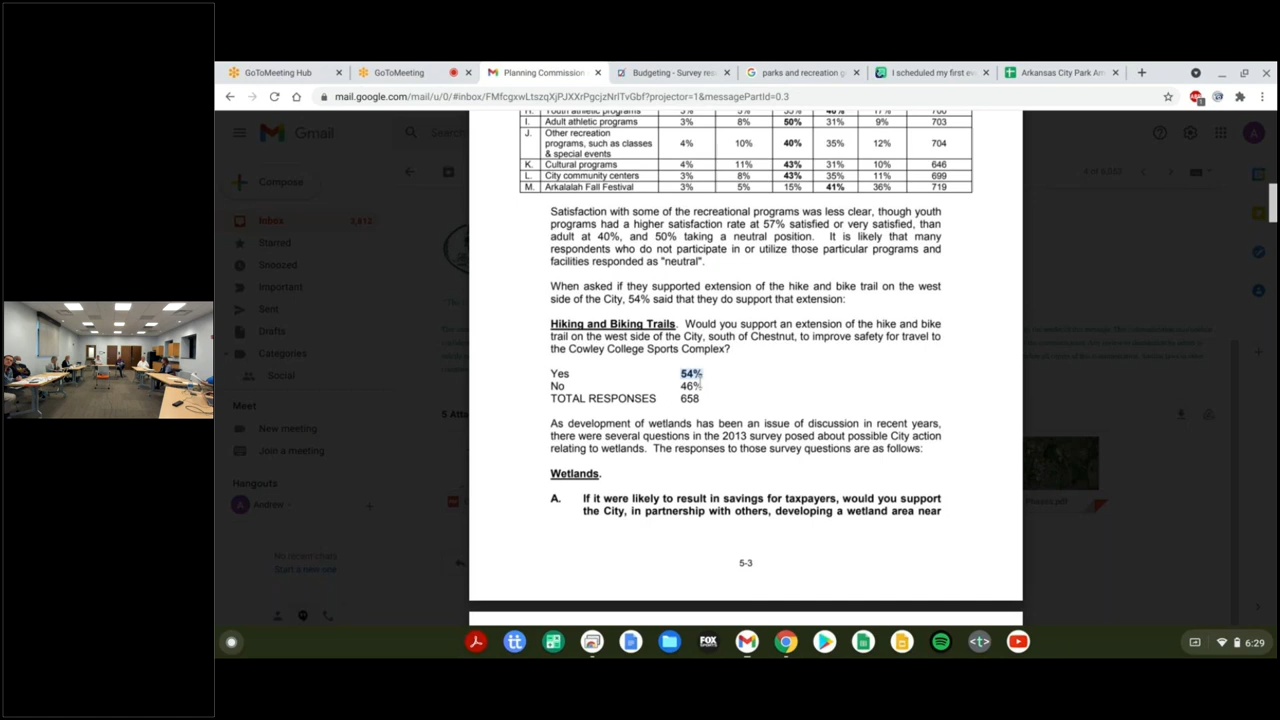 GoToMeeting Hub
GoToMeeting
Planning Commission
Budgeting - Survey res
parks and recreation g
I scheduled my first ev
Arkansas City Park Am
mail.google.com/mail/u/0/#inbox/FMfcgxwLtszqXjPJXXrPgcjzNrlTvGbf?projector=1&messagePartId=0.3
Gmail
Compose
Inbox 3,812
Starred
Snoozed
Important
Sent
Drafts
Categories
Social
Meet
New meeting
Join a meeting
Hangouts
Andrew
No recent chats
Start a new one
I. Adult athletic programs 3% 8% 50% 31% 9% 703
J. Other recreation programs, such as classes & special events 4% 10% 40% 35% 12% 704
K. Cultural programs 4% 11% 43% 31% 10% 646
L. City community centers 3% 8% 43% 35% 11% 699
M. Arkalalah Fall Festival 3% 5% 15% 41% 36% 719
Satisfaction with some of the recreational programs was less clear, though youth
programs had a higher satisfaction rate at 57% satisfied or very satisfied, than
adult at 40%, and 50% taking a neutral position. It is likely that many
respondents who do not participate in or utilize those particular programs and
facilities responded as "neutral".
When asked if they supported extension of the hike and bike trail on the west
side of the City, 54% said that they do support that extension:
Hiking and Biking Trails. Would you support an extension of the hike and bike
trail on the west side of the City, south of Chestnut, to improve safety for travel to
the Cowley College Sports Complex?
Yes 54%
No 46%
TOTAL RESPONSES 658
As development of wetlands has been an issue of discussion in recent years,
there were several questions in the 2013 survey posed about possible City action
relating to wetlands. The responses to those survey questions are as follows:
Wetlands.
A. If it were likely to result in savings for taxpayers, would you support
the City, in partnership with others, developing a wetland area near
5-3
FOX
SPORTS
6:29